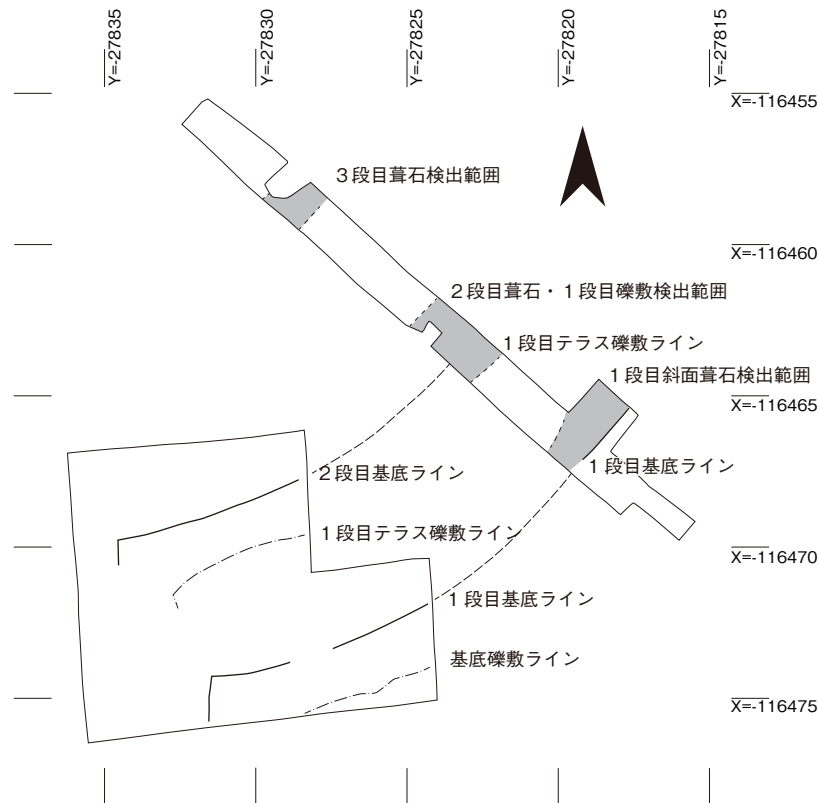 Y=-27835
Y=-27830
Y=-27825
Y=-27820
Y=-27815
X=-116455
3段目葺石検出範囲
X=-116460
2段目葺石・1段目礫敷検出範囲
1段目テラス礫敷ライン
1段目斜面葺石検出範囲
X=-116465
1段目基底ライン
2段目基底ライン
1段目テラス礫敷ライン
X=-116470
1段目基底ライン
基底礫敷ライン
X=-116475